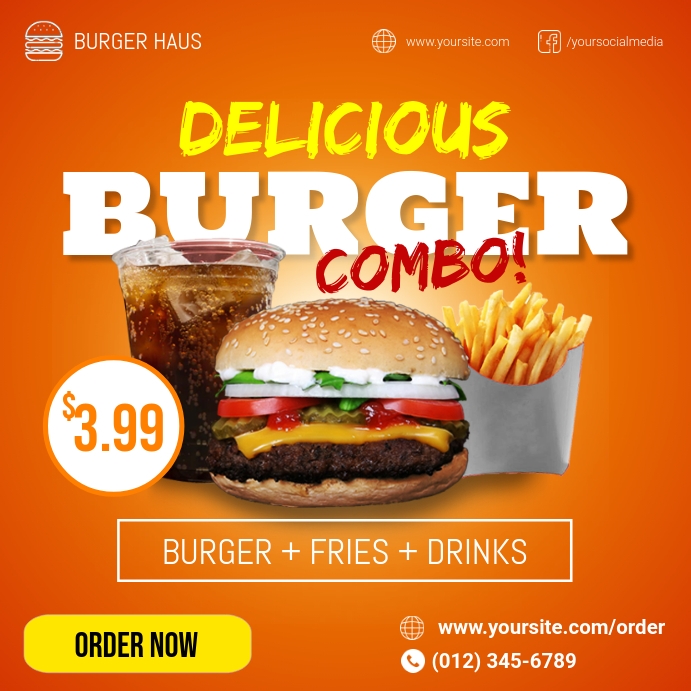 BURGER HAUS
www.yoursite.com
/yoursocialmedia
DELICIOUS
BURGER
COMBO!
$3.99
BURGER + FRIES + DRINKS
ORDER NOW
www.yoursite.com/order
(012) 345-6789